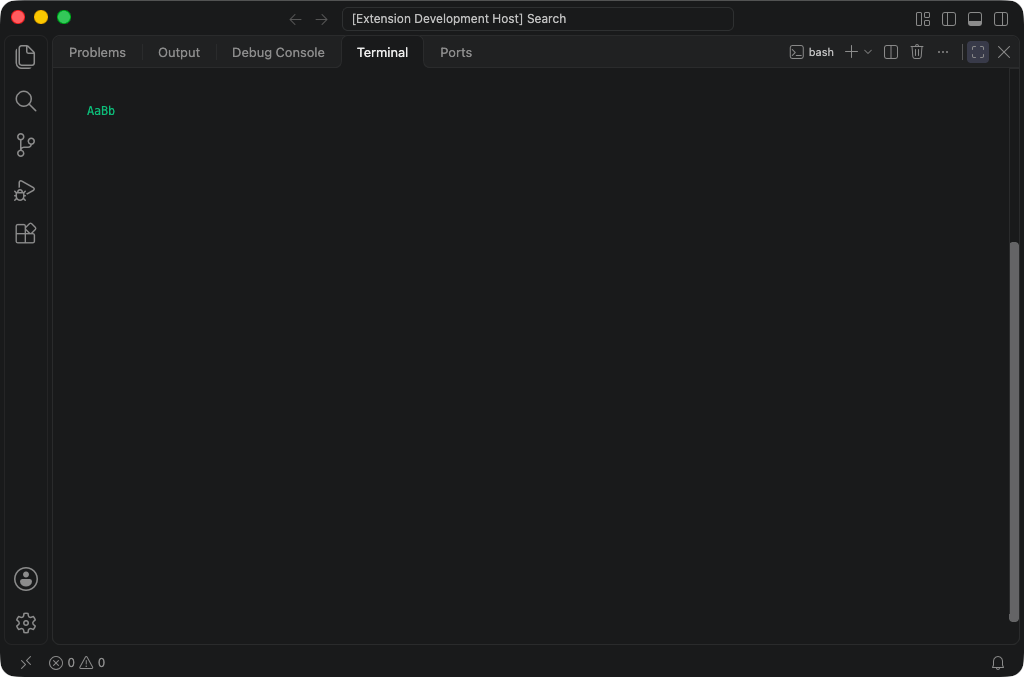 [Extension Development Host] Search
Problems Output Debug Console Terminal Ports bash
AaBb
0 0